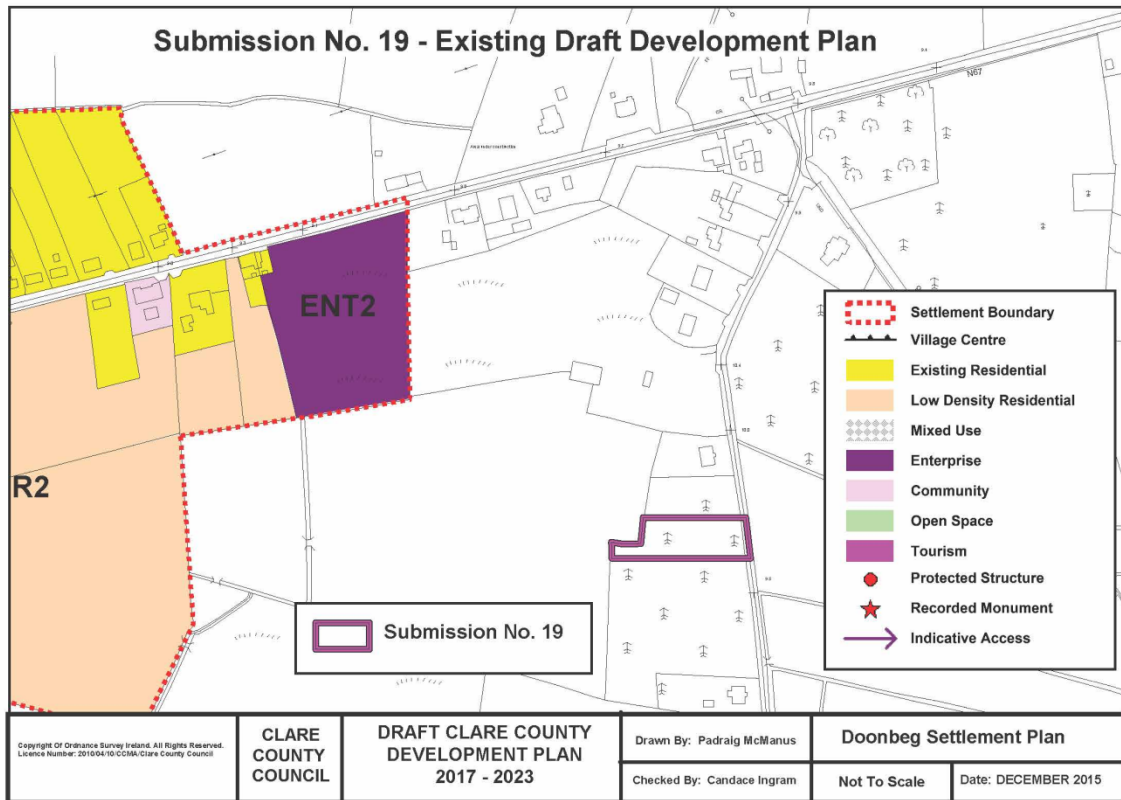 Submission No. 19 - Existing Draft Development Plan
N67
ENT2
R2
Settlement Boundary
Village Centre
Existing Residential
Low Density Residential
Mixed Use
Enterprise
Community
Open Space
Tourism
Protected Structure
Recorded Monument
Indicative Access
Submission No. 19
Copyright Of Ordnance Survey Ireland. All Rights Reserved.
Licence Number: 2010/04/10/CCMA/Clare County Council
CLARE
COUNTY
COUNCIL
DRAFT CLARE COUNTY
DEVELOPMENT PLAN
2017 - 2023
Drawn By: Padraig McManus
Checked By: Candace Ingram
Doonbeg Settlement Plan
Not To Scale
Date: DECEMBER 2015